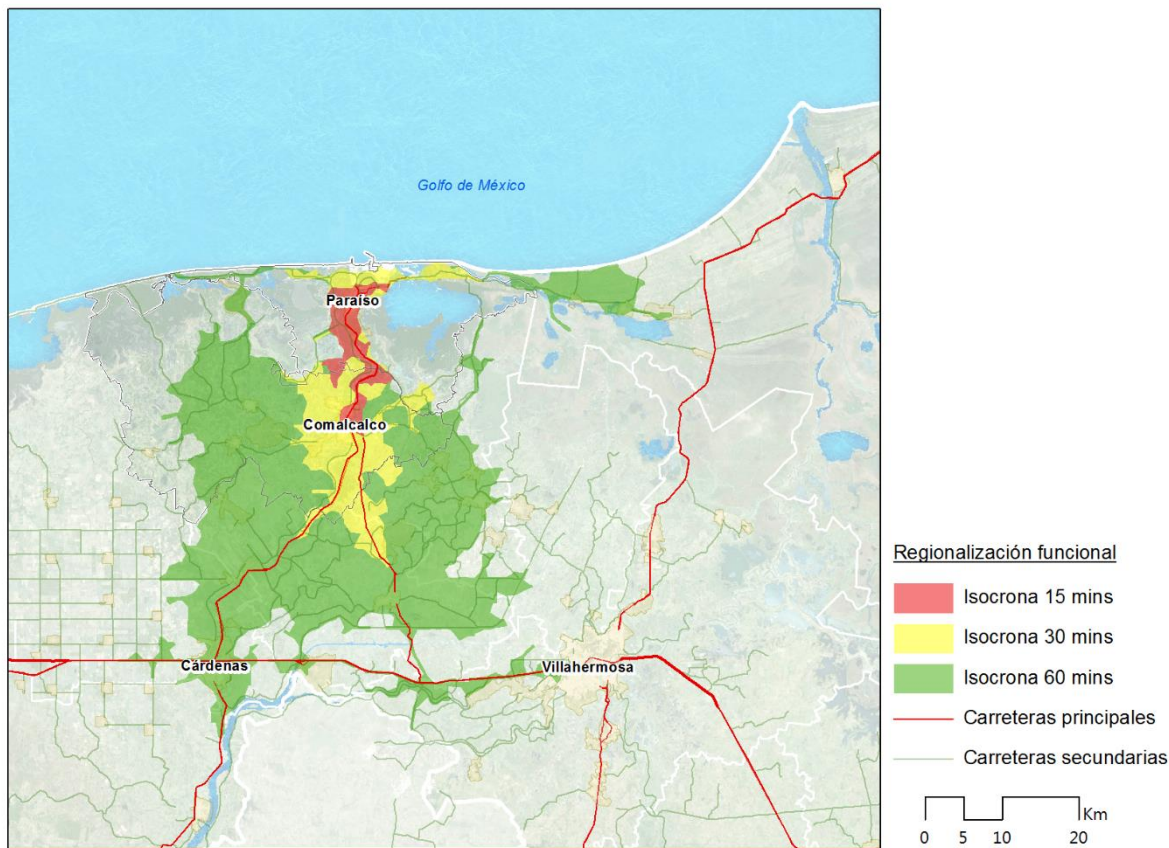 Golfo de México
Paraíso
Comalcalco
Cárdenas
Villahermosa
Regionalización funcional
Isocrona 15 mins
Isocrona 30 mins
Isocrona 60 mins
Carreteras principales
Carreteras secundarias
Km
0 5 10 20